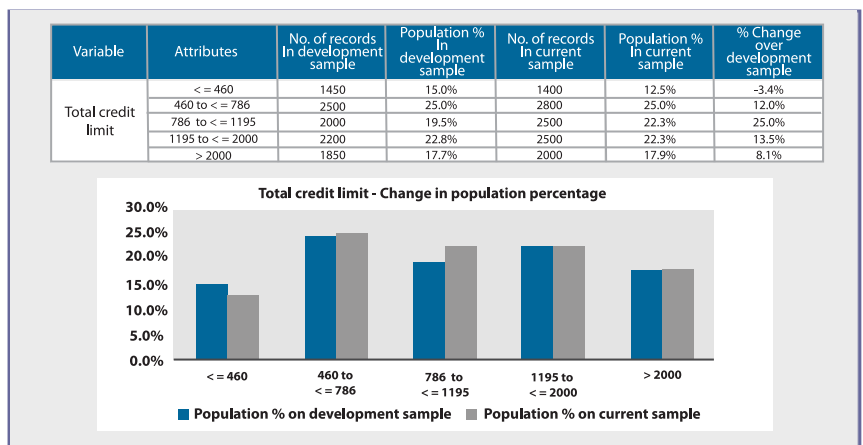 Variable Attributes No. of records In development sample Population % In development sample No. of records In current sample Population % In current sample % Change over development sample
Total credit limit
< = 460 1450 15.0% 1400 12.5% -3.4%
460 to < = 786 2500 25.0% 2800 25.0% 12.0%
786 to < = 1195 2000 19.5% 2500 22.3% 25.0%
1195 to < = 2000 2200 22.8% 2500 22.3% 13.5%
> 2000 1850 17.7% 2000 17.9% 8.1%
Total credit limit - Change in population percentage
30.0%
25.0%
20.0%
15.0%
10.0%
5.0%
0.0%
< = 460 460 to < = 786 786 to < = 1195 1195 to < = 2000 > 2000
Population % on development sample Population % on current sample